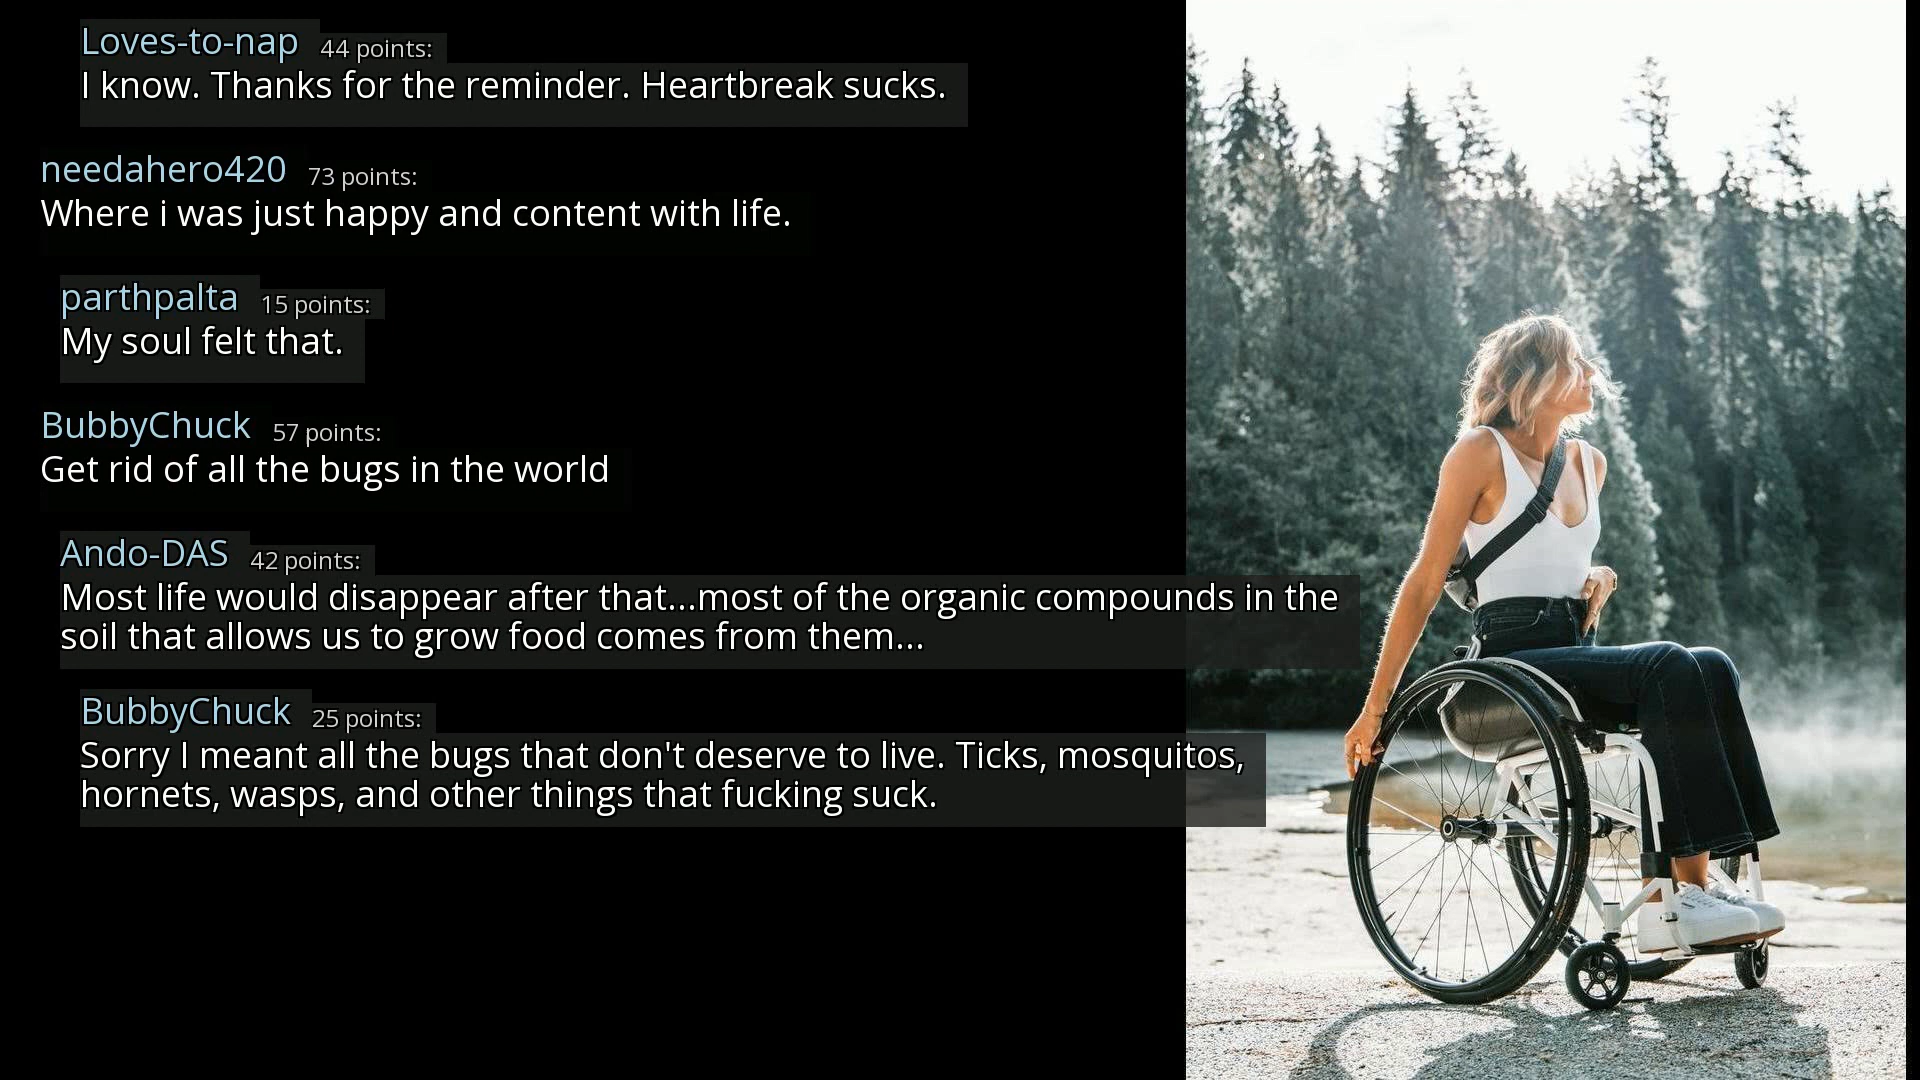 Loves-to-nap 44 points:
I know. Thanks for the reminder. Heartbreak sucks.
needahero420 73 points:
Where i was just happy and content with life.
parthpalta 15 points:
My soul felt that.
BubbyChuck 57 points:
Get rid of all the bugs in the world
Ando-DAS 42 points:
Most life would disappear after that...most of the organic compounds in the
soil that allows us to grow food comes from them...
BubbyChuck 25 points:
Sorry I meant all the bugs that don't deserve to live. Ticks, mosquitos,
hornets, wasps, and other things that fucking suck.